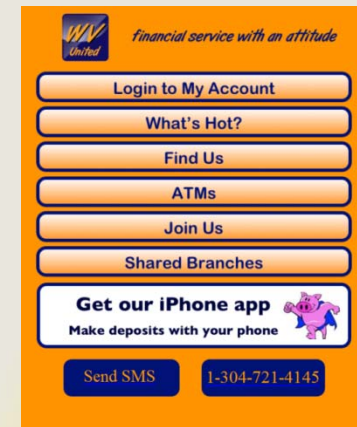 WV
United
financial service with an attitude
Login to My Account
What's Hot?
Find Us
ATMs
Join Us
Shared Branches
Get our iPhone app
Make deposits with your phone
Send SMS
1-304-721-4145